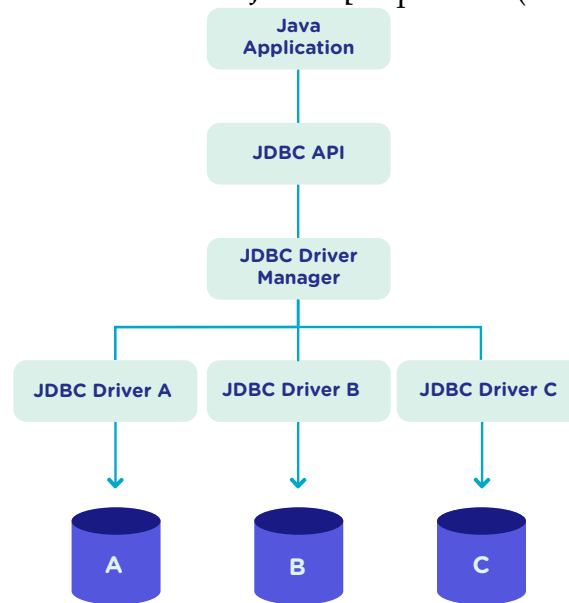 Java
Application
JDBC API
JDBC Driver
Manager
JDBC Driver A
JDBC Driver B
JDBC Driver C
A
B
C